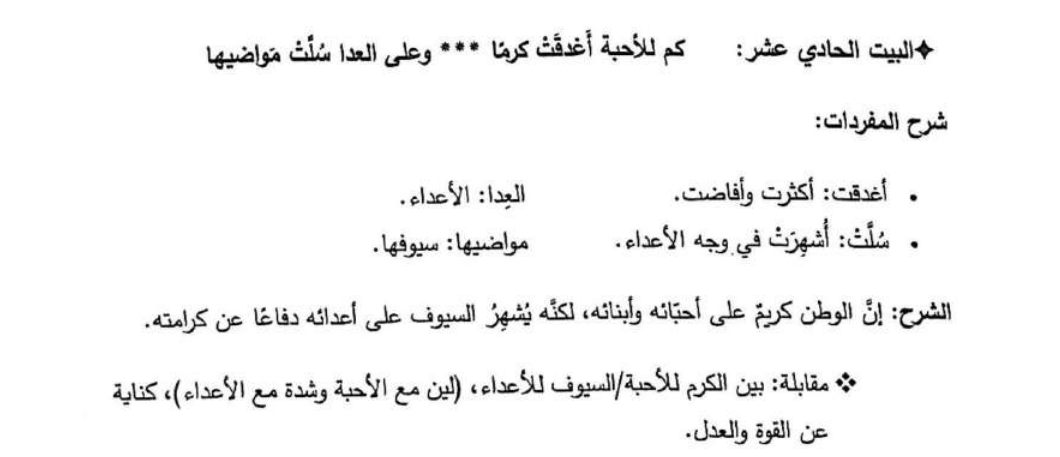 ❖البيت الحادي عشر: كم للأحبة أَغدقَتْ كرمًا *** وعلى العدا سُلَّتْ مَواضيها
شرح المفردات:
• أغدقت: أكثرت وأفاضت. العِدا: الأعداء.
• سُلَّتْ: أُشهِرَتْ في وجه الأعداء. مواضيها: سيوفها.
الشرح: إنَّ الوطن كريمٌ على أحبّائه وأبنائه، لكنَّه يُشهِرُ السيوف على أعدائه دفاعًا عن كرامته.
❖ مقابلة: بين الكرم للأحبة/السيوف للأعداء، (لين مع الأحبة وشدة مع الأعداء)، كناية
عن القوة والعدل.